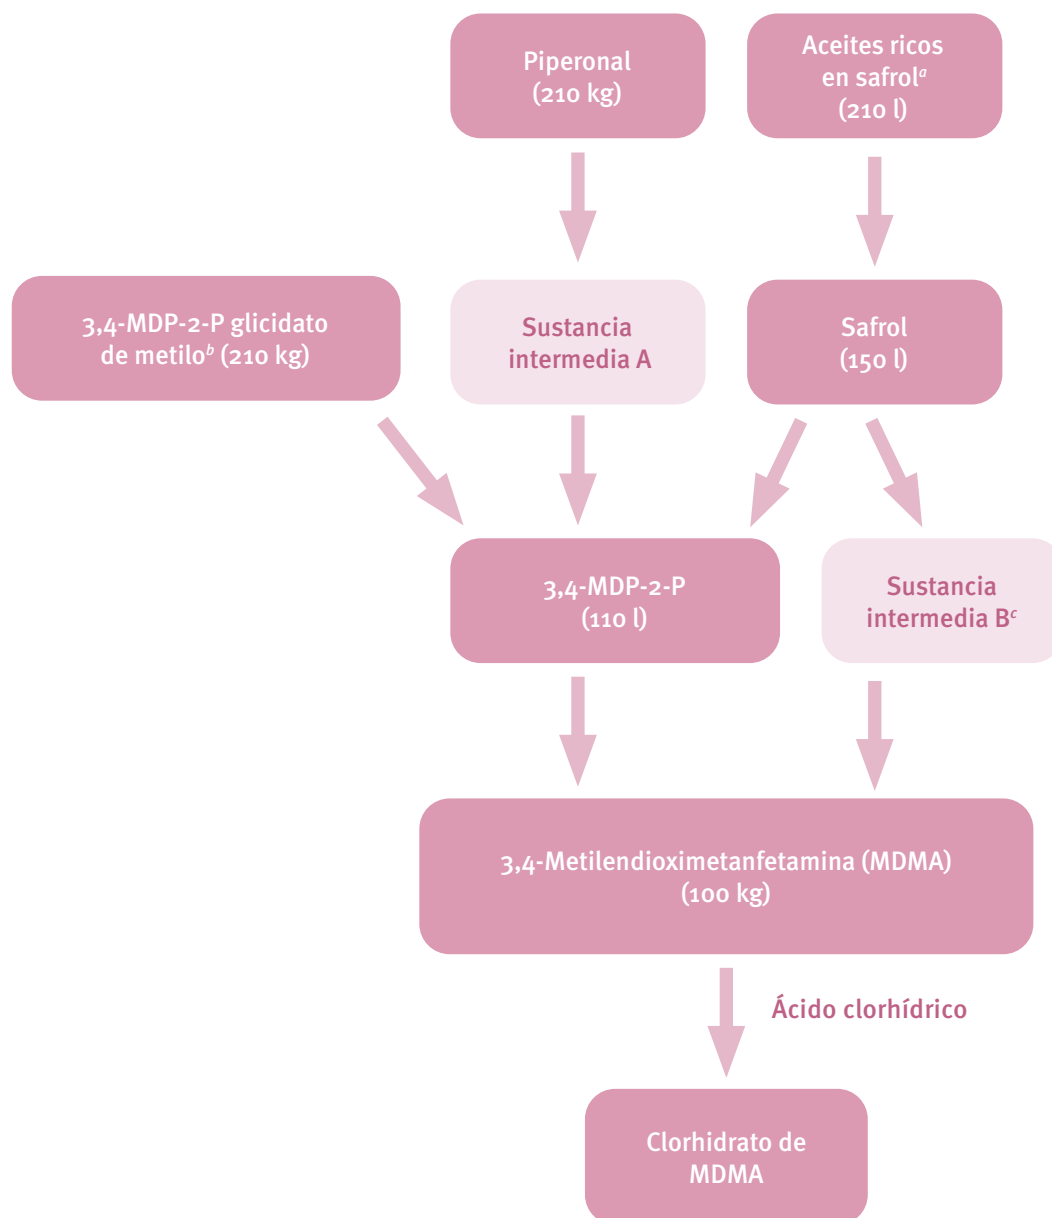 Piperonal
(210 kg)
Aceites ricos
en safrolᵃ
(210 l)
3,4-MDP-2-P glicidato
de metiloᵇ (210 kg)
Sustancia
intermedia A
Safrol
(150 l)
3,4-MDP-2-P
(110 l)
Sustancia
intermedia Bᶜ
3,4-Metilendioximetanfetamina (MDMA)
(100 kg)
Ácido clorhídrico
Clorhidrato de
MDMA